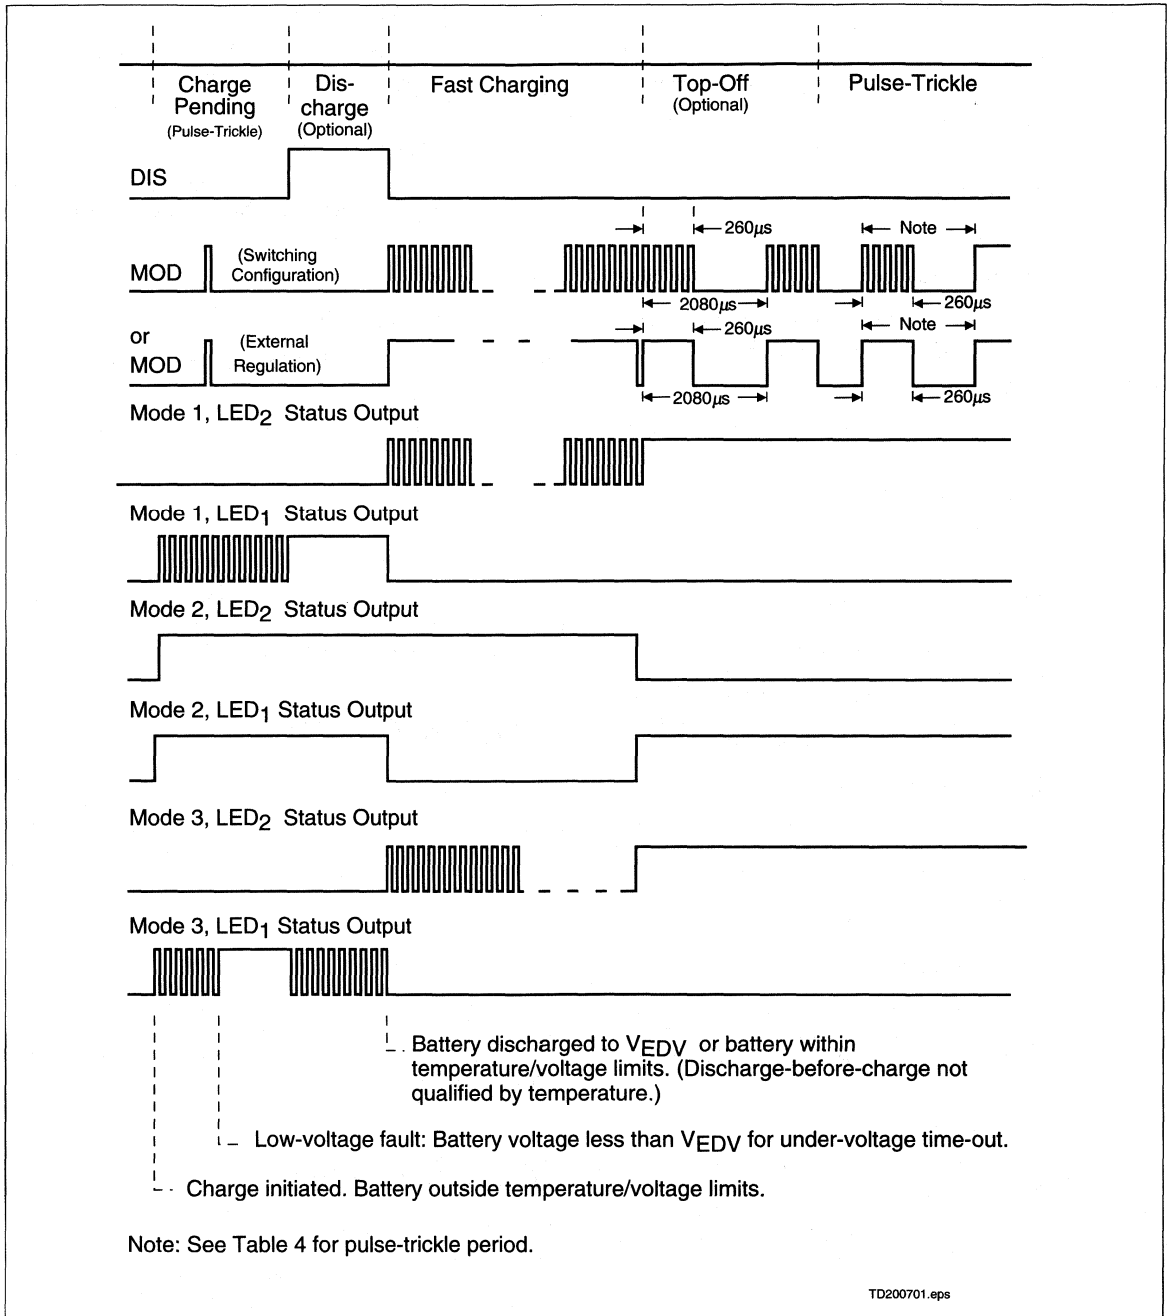 Charge Pending (Pulse-Trickle)
Dis-charge (Optional)
Fast Charging
Top-Off (Optional)
Pulse-Trickle
DIS
260µs
Note
MOD
(Switching Configuration)
2080µs
260µs
or
260µs
Note
MOD
(External Regulation)
2080µs
260µs
Mode 1, LED2 Status Output
Mode 1, LED1 Status Output
Mode 2, LED2 Status Output
Mode 2, LED1 Status Output
Mode 3, LED2 Status Output
Mode 3, LED1 Status Output
Battery discharged to VEDV or battery within
temperature/voltage limits. (Discharge-before-charge not
qualified by temperature.)
Low-voltage fault: Battery voltage less than VEDV for under-voltage time-out.
Charge initiated. Battery outside temperature/voltage limits.
Note: See Table 4 for pulse-trickle period.
TD200701.eps